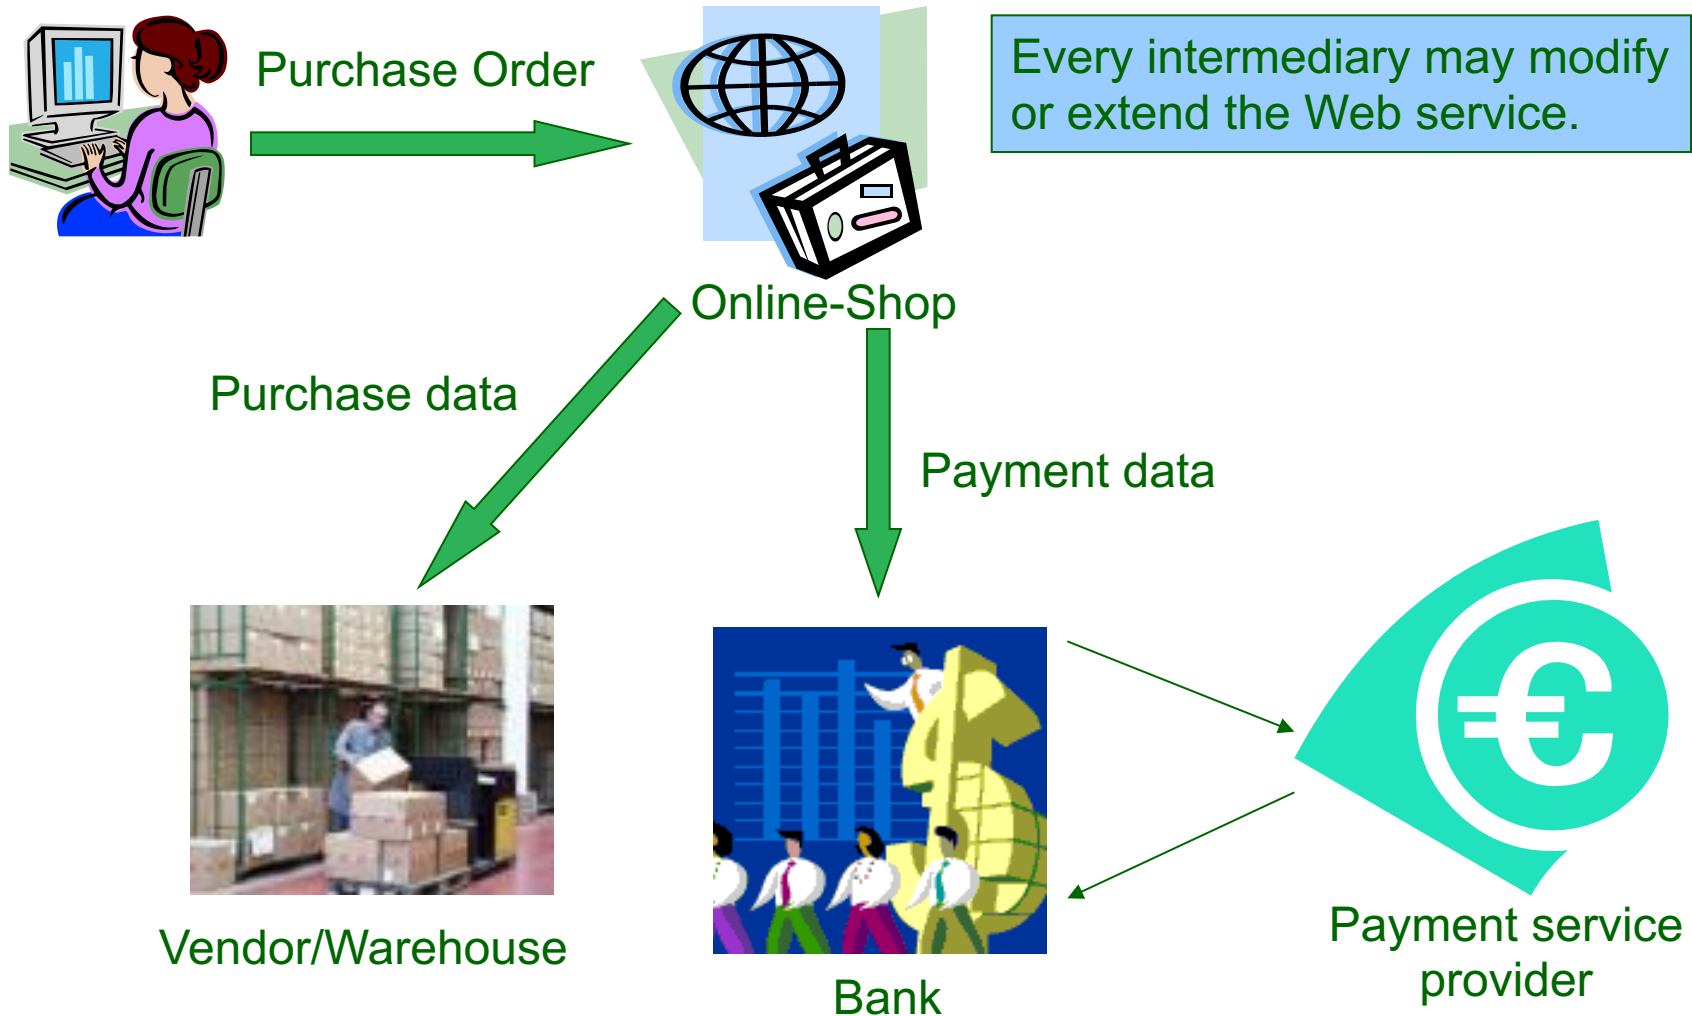 Purchase Order
Every intermediary may modify
or extend the Web service.
Online-Shop
Purchase data
Payment data
€
Vendor/Warehouse
Bank
Payment service
provider